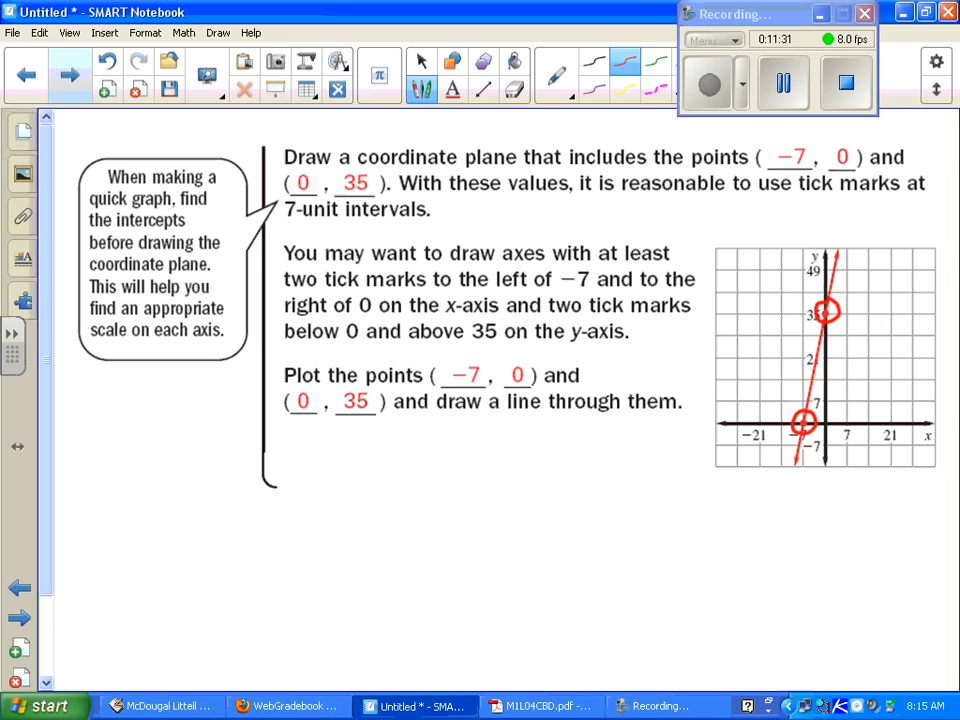 Untitled * - SMART Notebook
Recording...
File Edit View Insert Format Math Draw Help
Menu
0:11:31
8.0 fps
π
A
Draw a coordinate plane that includes the points ( −7 , 0 ) and
( 0 , 35 ). With these values, it is reasonable to use tick marks at
7-unit intervals.
When making a
quick graph, find
the intercepts
before drawing the
coordinate plane.
This will help you
find an appropriate
scale on each axis.
You may want to draw axes with at least
two tick marks to the left of −7 and to the
right of 0 on the x-axis and two tick marks
below 0 and above 35 on the y-axis.
Plot the points ( −7 , 0 ) and
( 0 , 35 ) and draw a line through them.
y
49
7
−21
7
21
x
−7
start
McDougal Littell ...
WebGradebook ...
Untitled * - SMA...
M1L04CBD.pdf -...
Recording...
8:15 AM